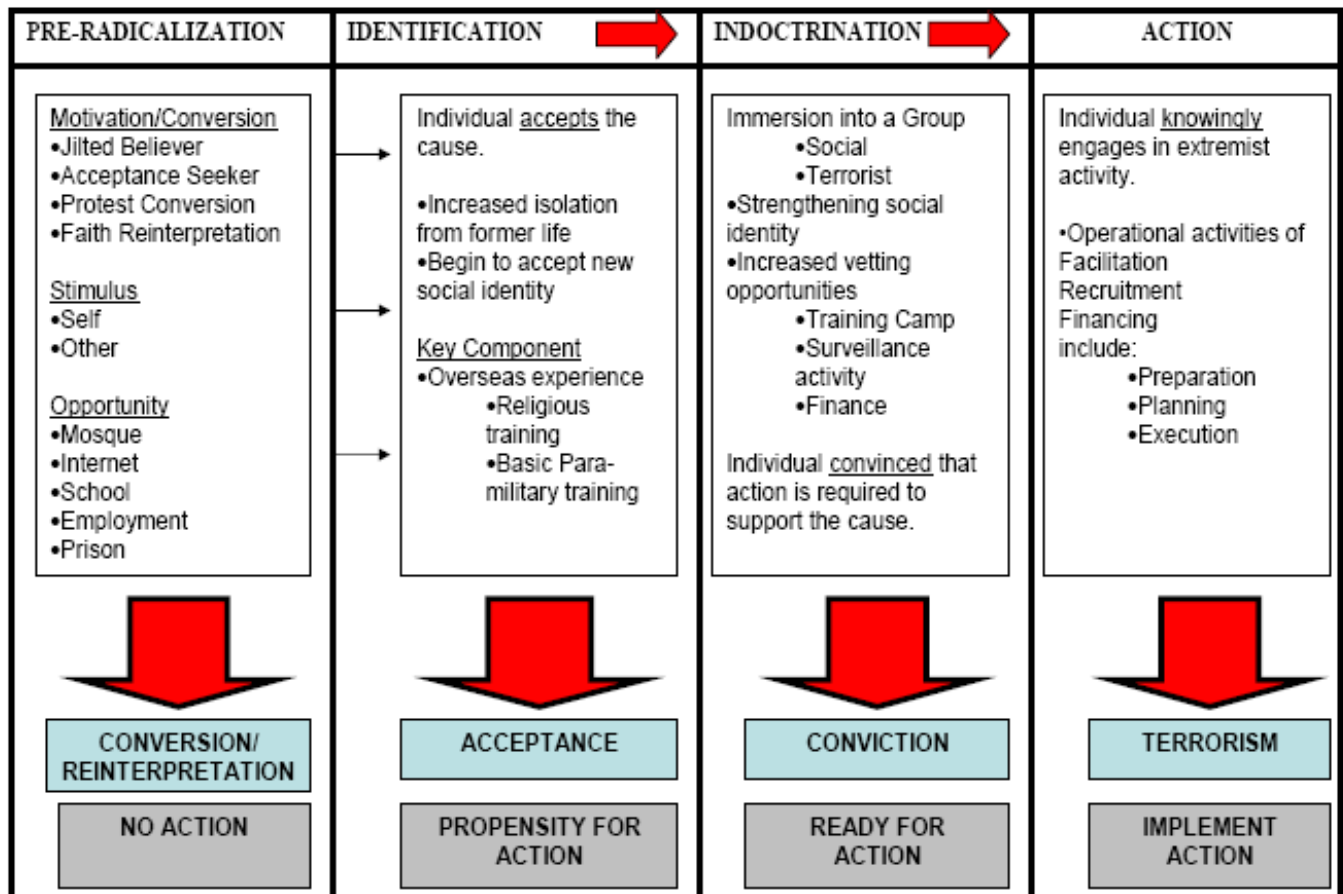 PRE-RADICALIZATION
IDENTIFICATION
INDOCTRINATION
ACTION
Motivation/Conversion
•Jilted Believer
•Acceptance Seeker
•Protest Conversion
•Faith Reinterpretation
Stimulus
•Self
•Other
Opportunity
•Mosque
•Internet
•School
•Employment
•Prison
Individual accepts the
cause.
•Increased isolation
from former life
•Begin to accept new
social identity
Key Component
•Overseas experience
•Religious
training
•Basic Para-
military training
Immersion into a Group
•Social
•Terrorist
•Strengthening social
identity
•Increased vetting
opportunities
•Training Camp
•Surveillance
activity
•Finance
Individual convinced that
action is required to
support the cause.
Individual knowingly
engages in extremist
activity.
•Operational activities of
Facilitation
Recruitment
Financing
include:
•Preparation
•Planning
•Execution
CONVERSION/
REINTERPRETATION
ACCEPTANCE
CONVICTION
TERRORISM
NO ACTION
PROPENSITY FOR
ACTION
READY FOR
ACTION
IMPLEMENT
ACTION